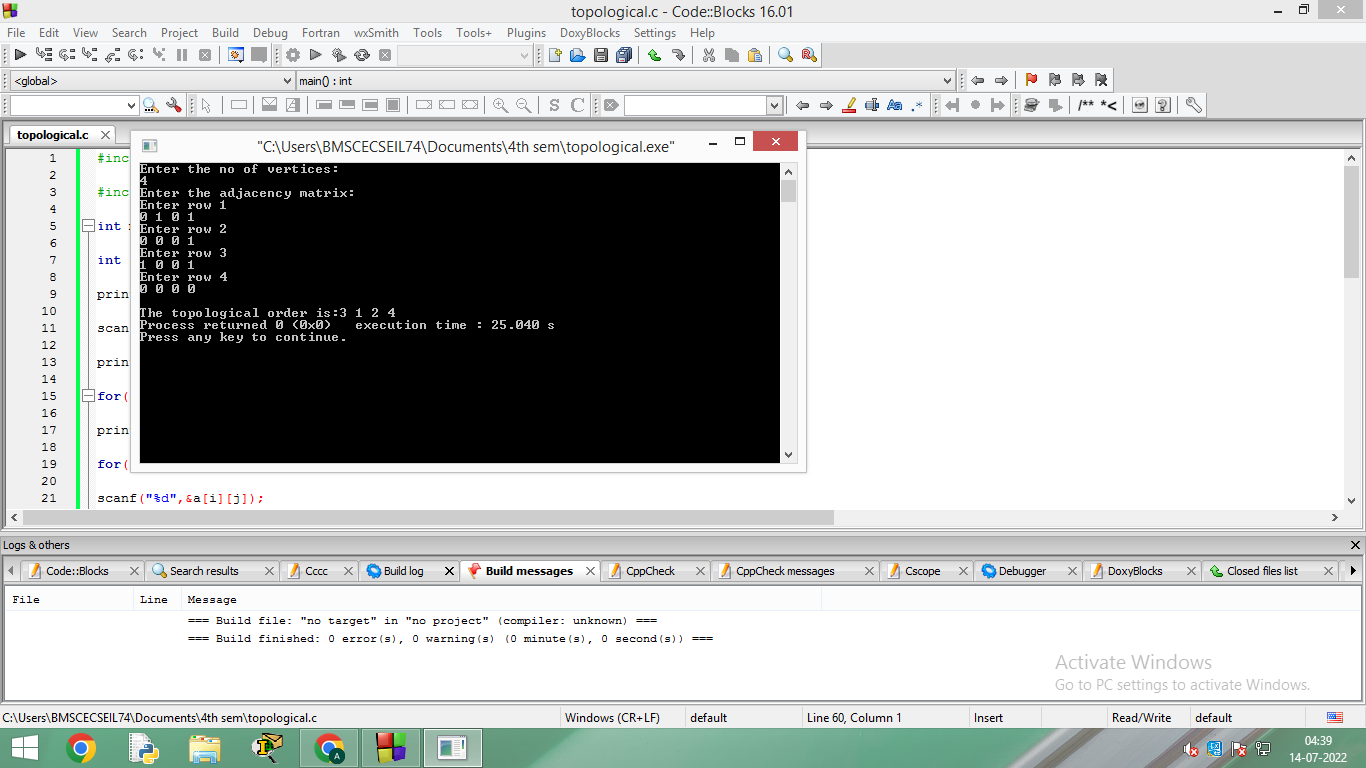 topological.c - Code::Blocks 16.01
File Edit View Search Project Build Debug Fortran wxSmith Tools Tools+ Plugins DoxyBlocks Settings Help
<global> main() : int
S C Aa .* /** *<
topological.c
"C:\Users\BMSCECSEIL74\Documents\4th sem\topological.exe"
Enter the no of vertices:
4
Enter the adjacency matrix:
Enter row 1
0 1 0 1
Enter row 2
0 0 0 1
Enter row 3
1 0 0 1
Enter row 4
0 0 0 0
The topological order is:3 1 2 4
Process returned 0 (0x0)   execution time : 25.040 s
Press any key to continue.
1 #inc
2
3 #inc
4
5 int
6
7 int
8
9 prin
10
11 scan
12
13 prin
14
15 for(
16
17 prin
18
19 for(
20
21 scanf("%d",&a[i][j]);
Logs & others
Code::Blocks Search results Cccc Build log Build messages CppCheck CppCheck messages Cscope Debugger DoxyBlocks Closed files list
File Line Message
=== Build file: "no target" in "no project" (compiler: unknown) ===
=== Build finished: 0 error(s), 0 warning(s) (0 minute(s), 0 second(s)) ===
Activate Windows
Go to PC settings to activate Windows.
C:\Users\BMSCECSEIL74\Documents\4th sem\topological.c Windows (CR+LF) default Line 60, Column 1 Insert Read/Write default
A
04:39
14-07-2022